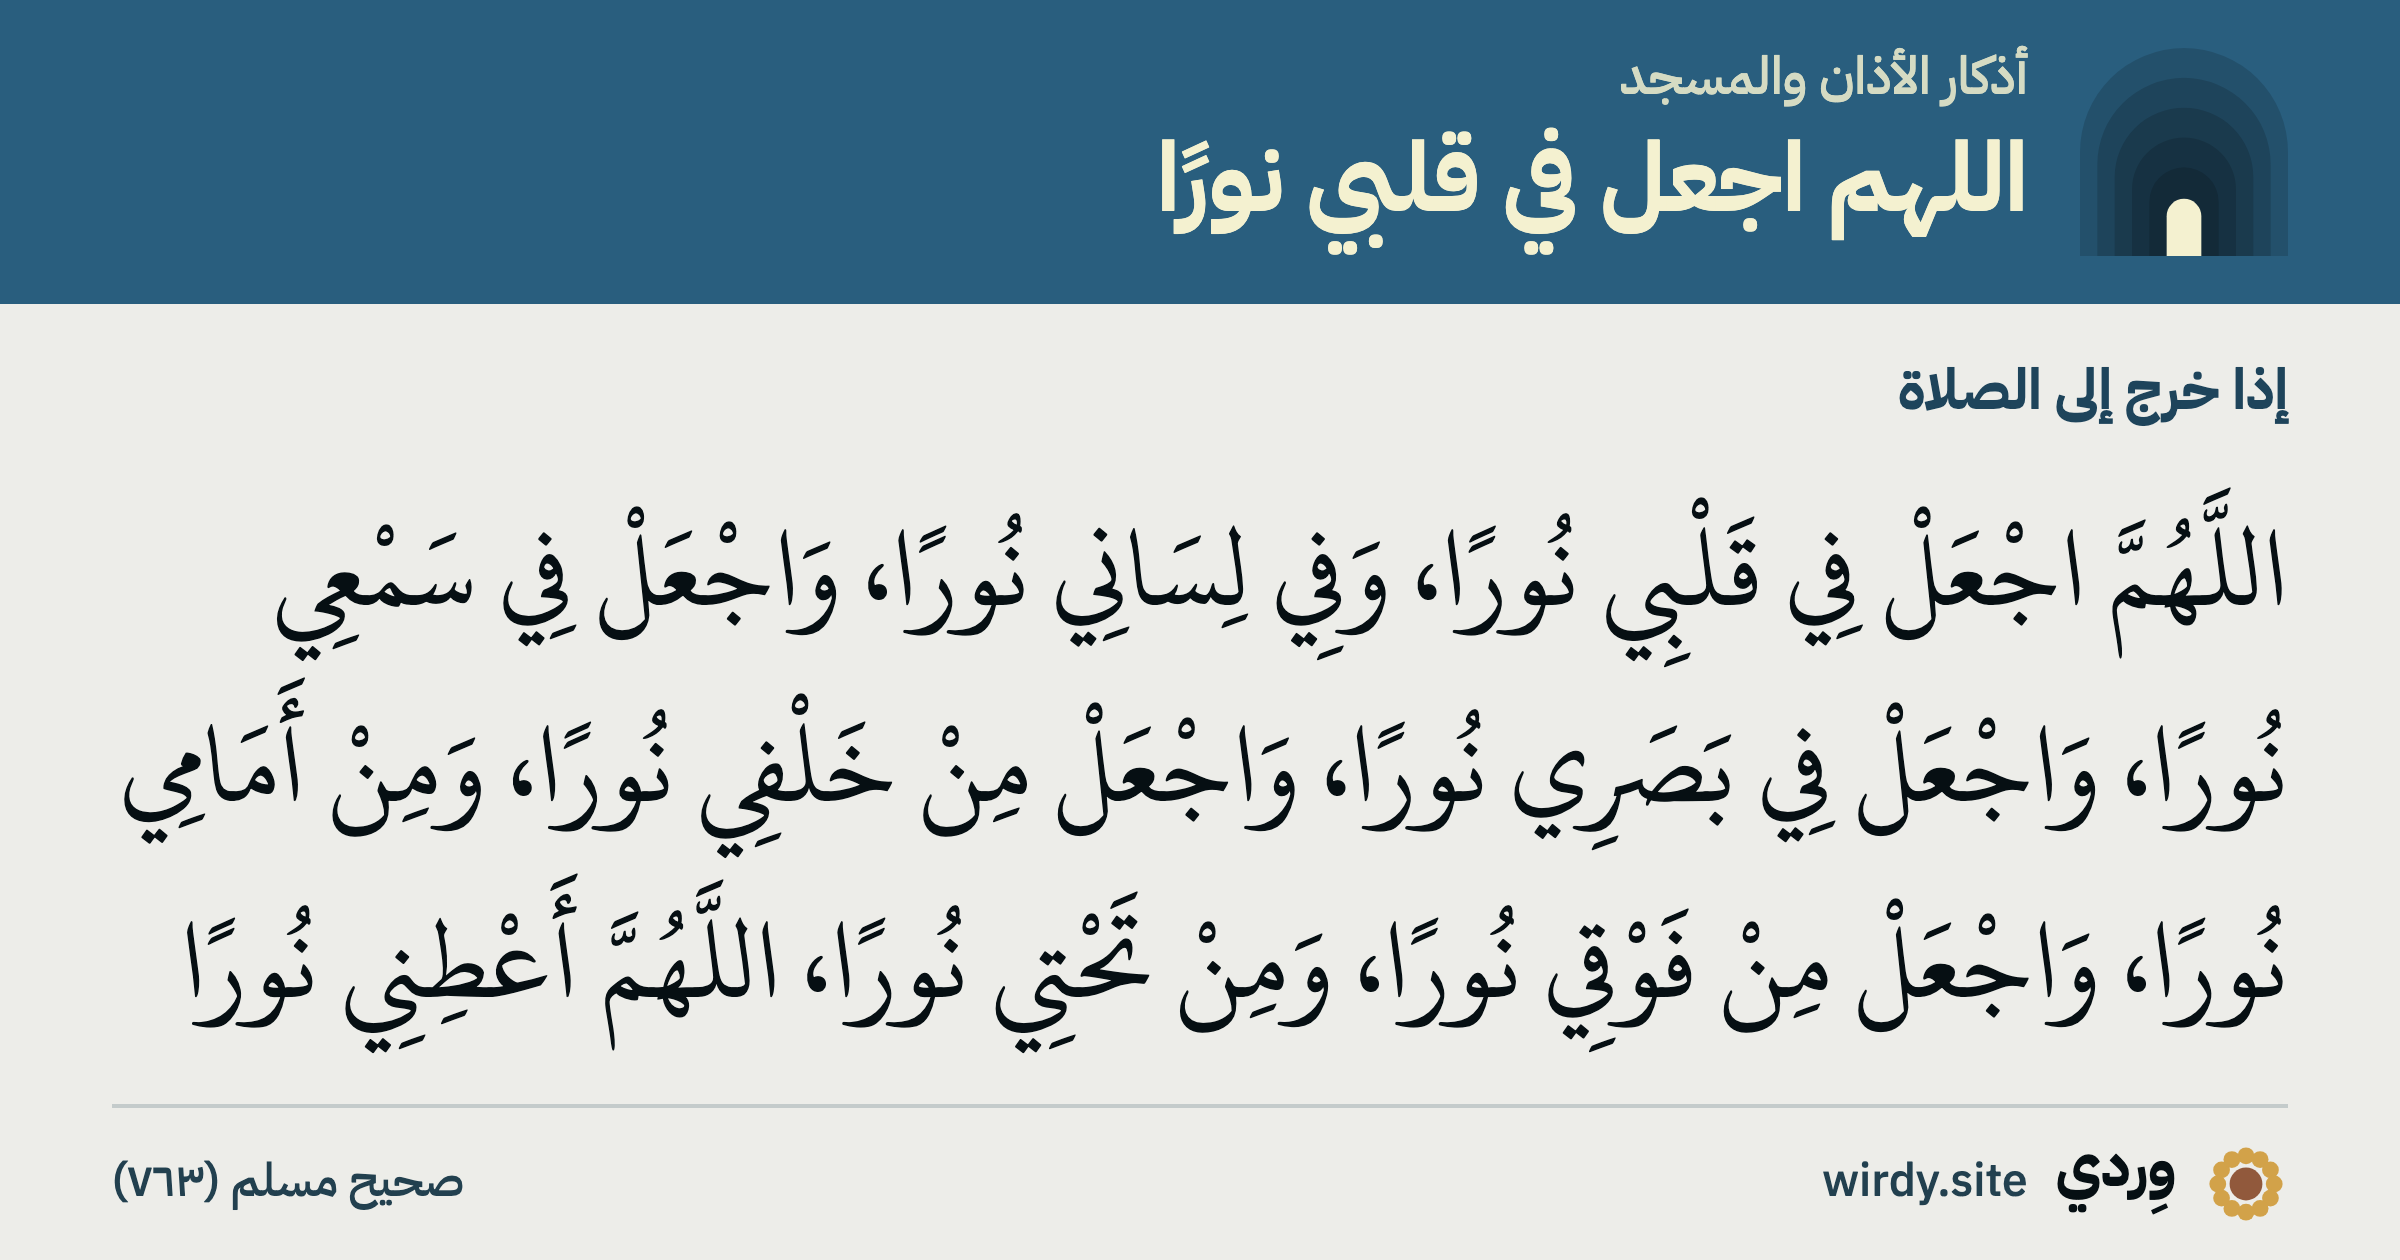 أذكار الأذان والمسجد
اللهم اجعل في قلبي نورًا
إذا خرج إلى الصلاة
اللَّهُمَّ اجْعَلْ فِي قَلْبِي نُورًا، وَفِي لِسَانِي نُورًا، وَاجْعَلْ فِي سَمْعِي
نُورًا، وَاجْعَلْ فِي بَصَرِي نُورًا، وَاجْعَلْ مِنْ خَلْفِي نُورًا، وَمِنْ أَمَامِي
نُورًا، وَاجْعَلْ مِنْ فَوْقِي نُورًا، وَمِنْ تَحْتِي نُورًا، اللَّهُمَّ أَعْطِنِي نُورًا
وِردي wirdy.site
صحيح مسلم (٧٦٣)